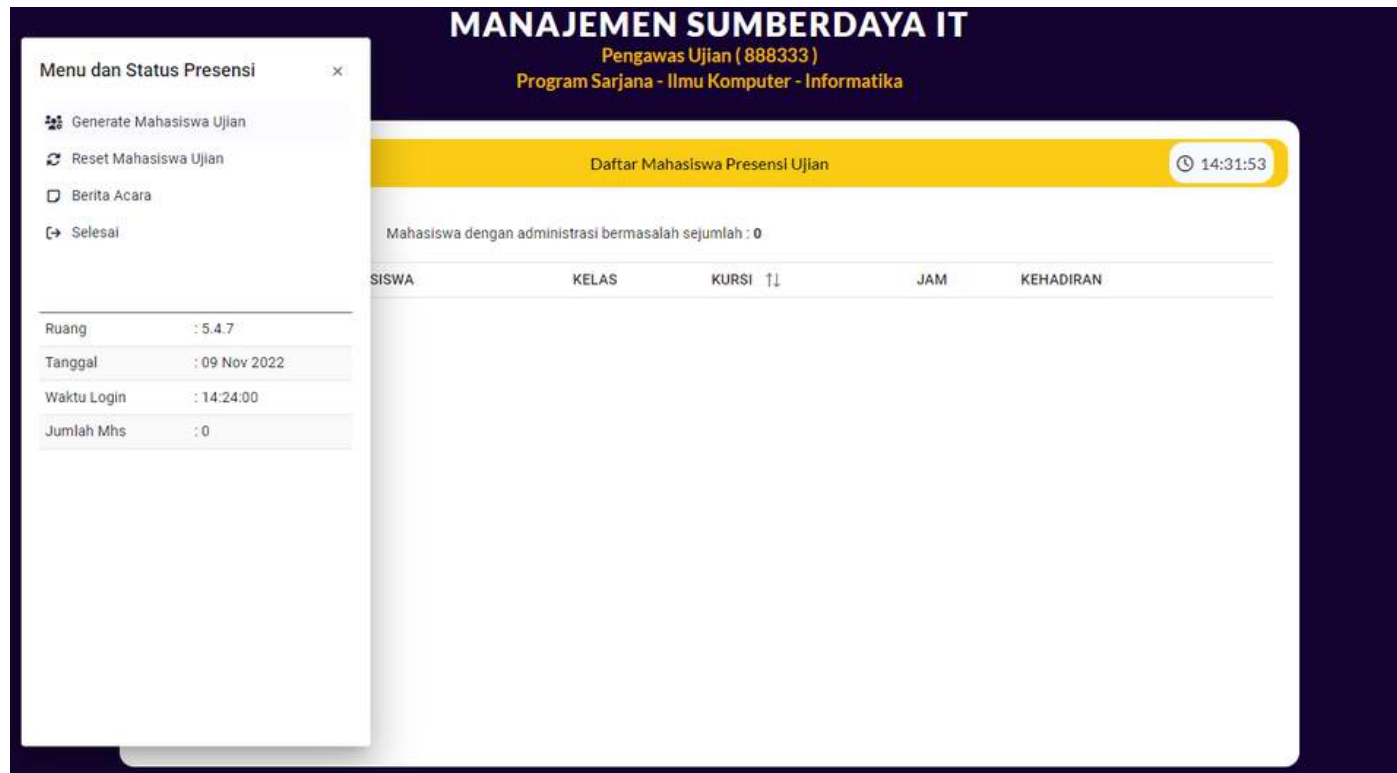 MANAJEMEN SUMBERDAYA IT
Pengawas Ujian ( 888333 )
Program Sarjana - Ilmu Komputer - Informatika
Menu dan Status Presensi ×
Generate Mahasiswa Ujian
Reset Mahasiswa Ujian
Berita Acara
Selesai
Ruang : 5.4.7
Tanggal : 09 Nov 2022
Waktu Login : 14:24:00
Jumlah Mhs : 0
Daftar Mahasiswa Presensi Ujian 14:31:53
Mahasiswa dengan administrasi bermasalah sejumlah : 0
SISWA KELAS KURSI ↑↓ JAM KEHADIRAN